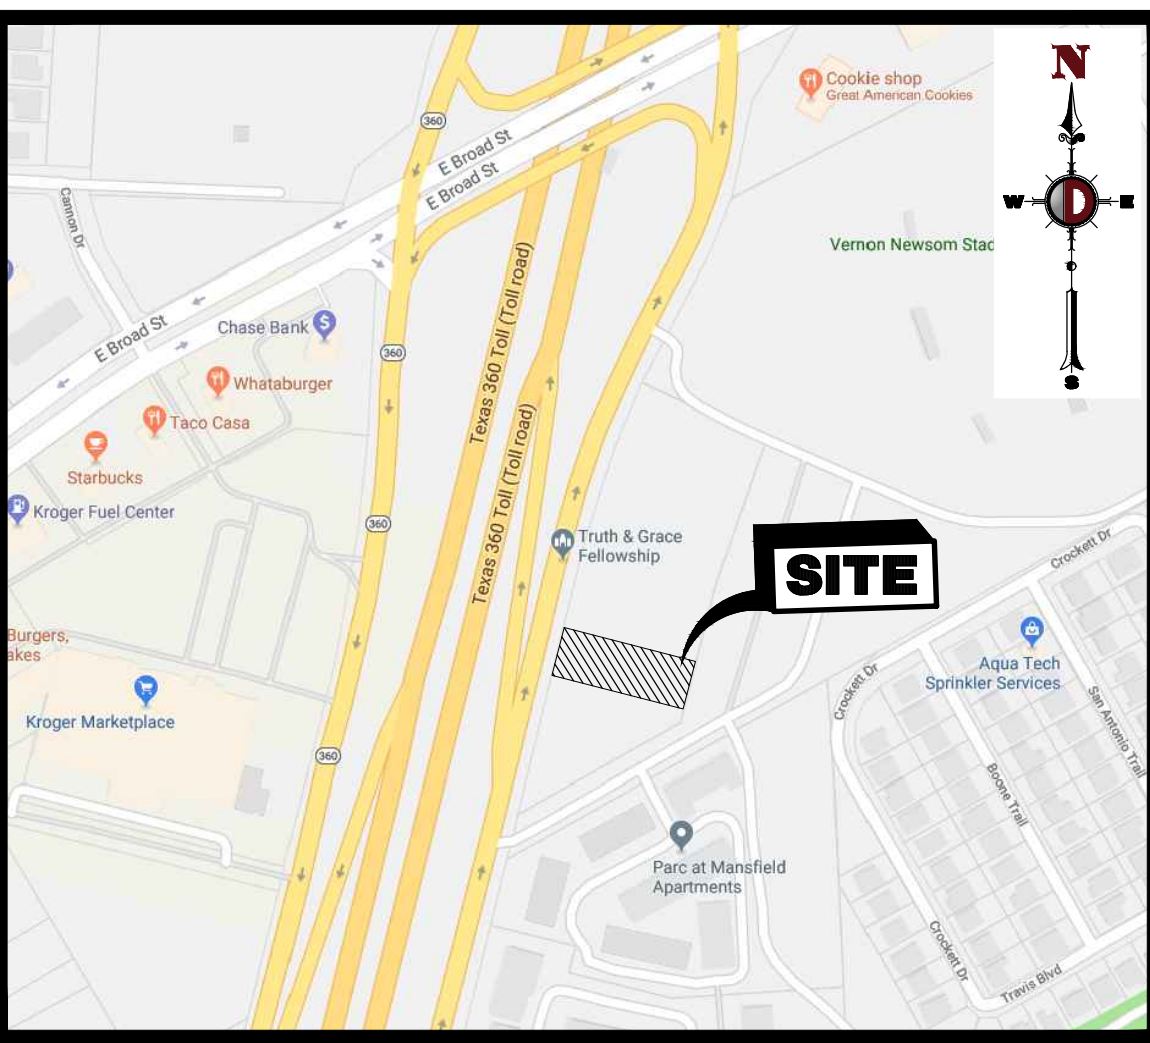 N
Cookie shop
Great American Cookies
360
E Broad St
E Broad St
Cannon Dr
W
D
E
Vernon Newsom Stad
Texas 360 Toll (Toll road)
Chase Bank
E Broad St
360
S
Whataburger
Taco Casa
Texas 360 Toll (Toll road)
Starbucks
Kroger Fuel Center
360
Truth & Grace
Fellowship
SITE
Crockett Dr
Burgers,
akes
Aqua Tech
Sprinkler Services
Crockett Dr
San Antonio Trail
Kroger Marketplace
360
Boone Trail
Parc at Mansfield
Apartments
Crockett Dr
Travis Blvd